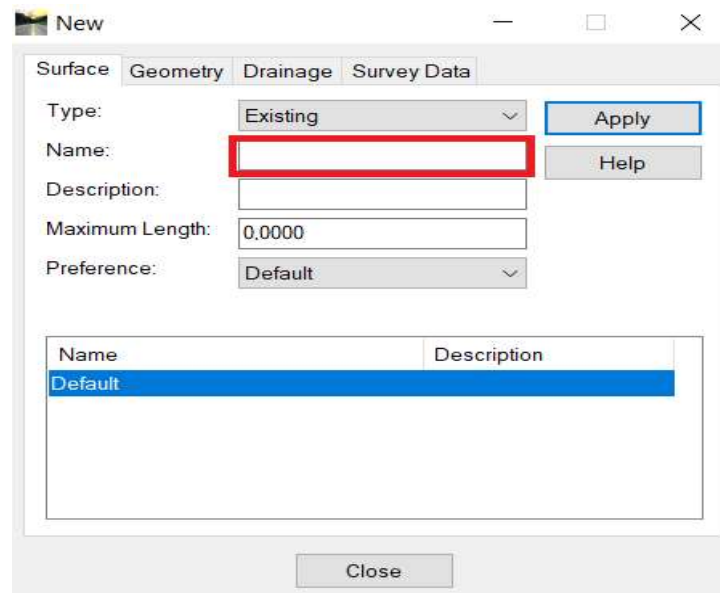 New
Surface Geometry Drainage Survey Data
Type: Existing Apply
Name: Help
Description:
Maximum Length: 0,0000
Preference: Default
Name Description
Default
Close